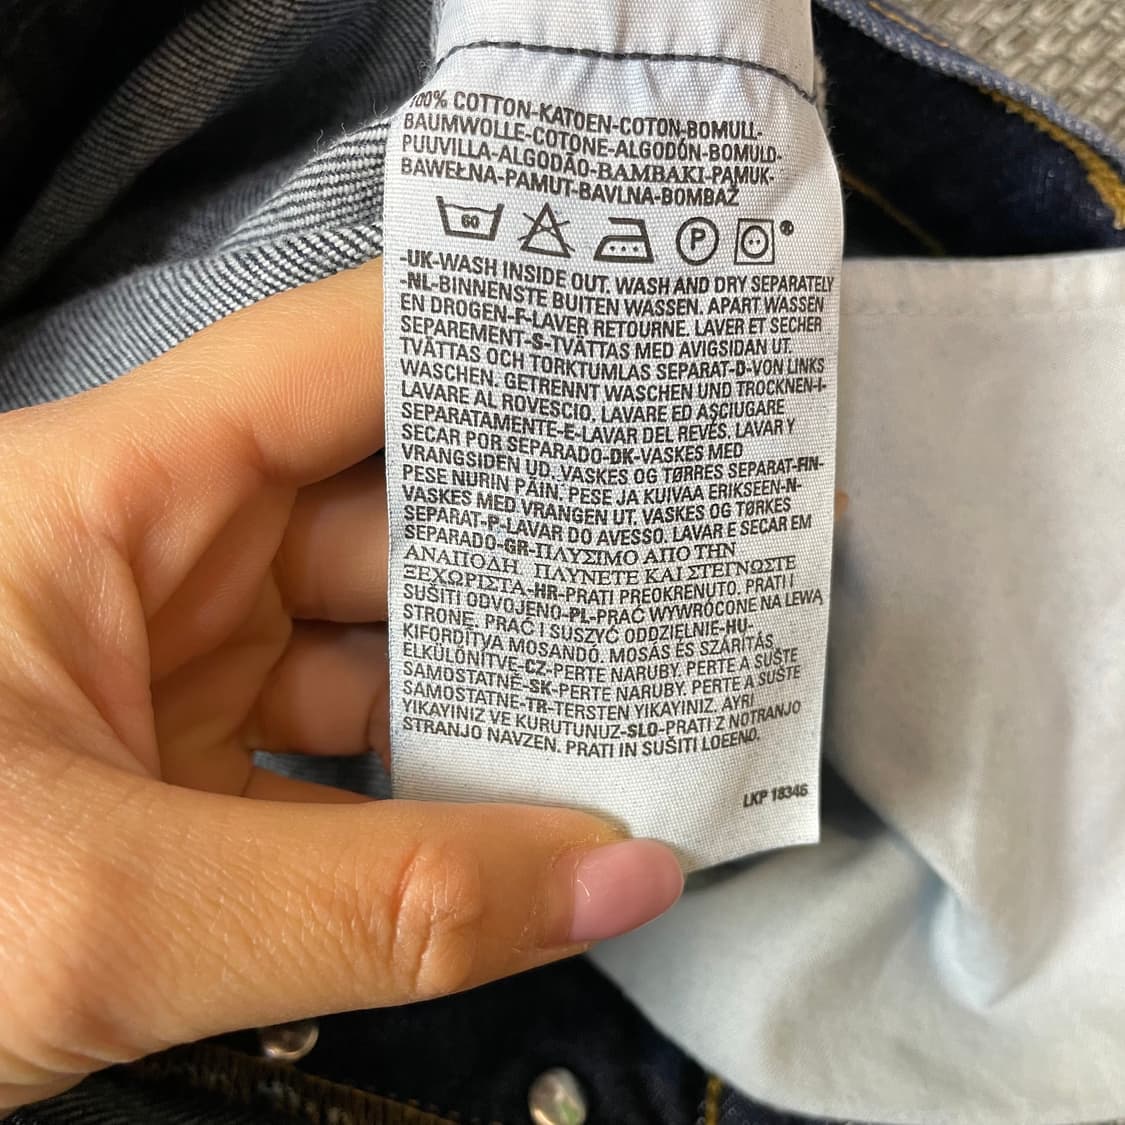 100% COTTON-KATOEN-COTON-BOMULL-
BAUMWOLLE-COTONE-ALGODÓN-BOMULD-
PUUVILLA-ALGODÃO-BAMBAKI-PAMUK-
BAWEŁNA-PAMUT-BAVLNA-BOMBAŽ
60 P ®
-UK-WASH INSIDE OUT. WASH AND DRY SEPARATELY
-NL-BINNENSTE BUITEN WASSEN. APART WASSEN
EN DROGEN-F-LAVER RETOURNE. LAVER ET SECHER
SEPAREMENT-S-TVÄTTAS MED AVIGSIDAN UT.
TVÄTTAS OCH TORKTUMLAS SEPARAT-D-VON LINKS
WASCHEN. GETRENNT WASCHEN UND TROCKNEN-I-
LAVARE AL ROVESCIO. LAVARE ED ASCIUGARE
SEPARATAMENTE-E-LAVAR DEL REVÉS. LAVAR Y
SECAR POR SEPARADO-DK-VASKES MED
VRANGSIDEN UD. VASKES OG TØRRES SEPARAT-FIN-
PESE NURIN PÄIN. PESE JA KUIVAA ERIKSEEN-N-
VASKES MED VRANGEN UT. VASKES OG TØRKES
SEPARAT-P-LAVAR DO AVESSO. LAVAR E SECAR EM
SEPARADO-GR-ΠΛΥΣΙΜΟ ΑΠΟ ΤΗΝ
ΑΝΑΠΟΔΗ. ΠΛΥΝΕΤΕ ΚΑΙ ΣΤΕΓΝΩΣΤΕ
ΞΕΧΩΡΙΣΤΑ-HR-PRATI PREOKRENUTO. PRATI I
SUŠITI ODVOJENO-PL-PRAĆ WYWRÓCONE NA LEWĄ
STRONĘ. PRAĆ I SUSZYĆ ODDZIELNIE-HU-
KIFORDÍTVA MOSANDÓ. MOSÁS ÉS SZÁRÍTÁS
ELKÜLÖNÍTVE-CZ-PERTE NARUBY. PERTE A SUŠTE
SAMOSTATNĚ-SK-PERTE NARUBY. PERTE A SUŠTE
SAMOSTATNE-TR-TERSTEN YIKAYINIZ. AYRI
YIKAYINIZ VE KURUTUNUZ-SLO-PRATI Z NOTRANJO
STRANJO NAVZEN. PRATI IN SUŠITI LOEENO.
LKP 18346